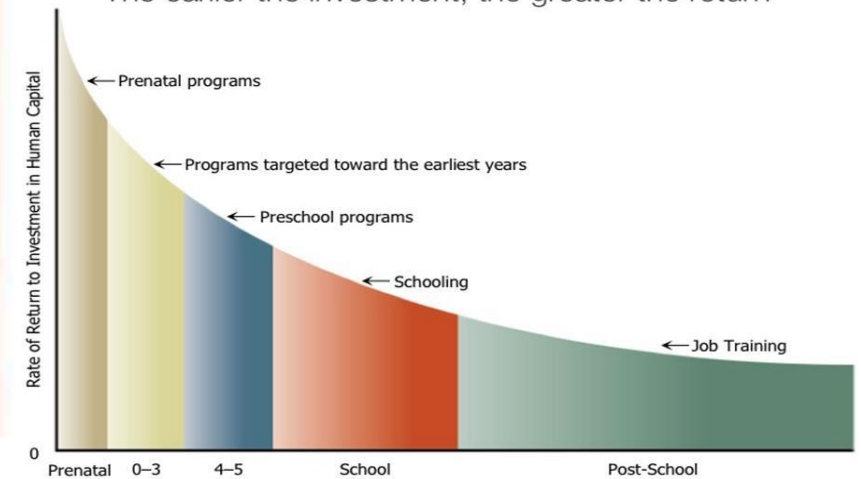 The earlier the investment, the greater the return
Rate of Return to Investment in Human Capital
Prenatal programs
Programs targeted toward the earliest years
Preschool programs
Schooling
Job Training
0
Prenatal 0–3 4–5 School Post-School